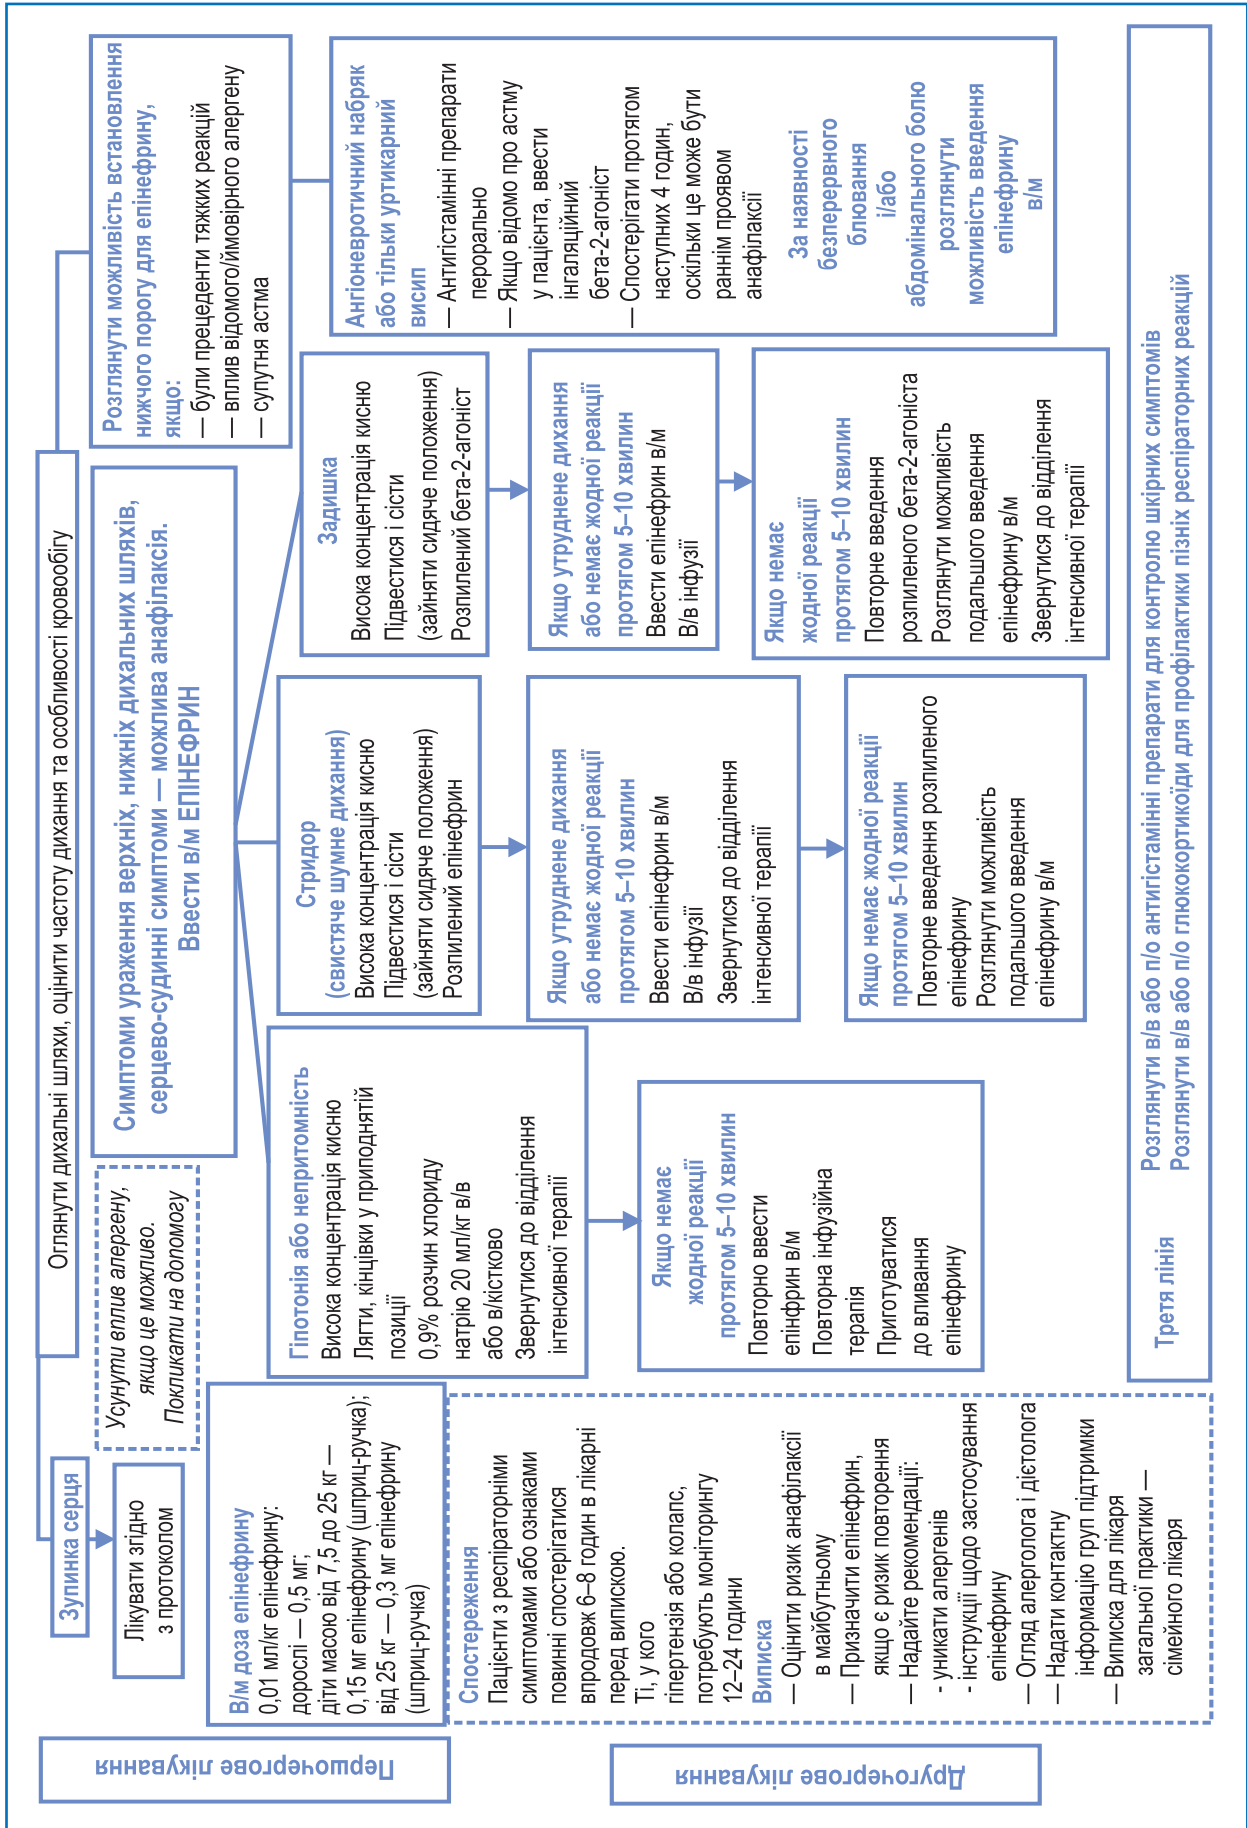 Оглянути дихальні шляхи, оцінити частоту дихання та особливості кровообігу
Зупинка серця
Лікувати згідно
з протоколом
Усунути вплив алергену,
якщо це можливо.
Покликати на допомогу
Симптоми ураження верхніх, нижніх дихальних шляхів,
серцево-судинні симптоми — можлива анафілаксія.
Ввести в/м ЕПІНЕФРИН
Розглянути можливість встановлення
нижчого порогу для епінефрину,
якщо:
— були прецеденти тяжких реакцій
— вплив відомого/ймовірного алергену
— супутня астма
Першочергове лікування
В/м доза епінефрину
0,01 мл/кг епінефрину:
дорослі — 0,5 мг;
діти масою від 7,5 до 25 кг —
0,15 мг епінефрину (шприц-ручка);
від 25 кг — 0,3 мг епінефрину
(шприц-ручка)
Гіпотонія або непритомність
Висока концентрація кисню
Лягти, кінцівки у приподнятій
позиції
0,9% розчин хлориду
натрію 20 мл/кг в/в
або в/кістково
Звернутися до відділення
інтенсивної терапії
Якщо немає
жодної реакції
протягом 5–10 хвилин
Повторно ввести
епінфрин в/м
Повторна інфузійна
терапія
Приготуватися
до вливання
епінефрину
Стридор
(свистяче шумне дихання)
Висока концентрація кисню
Підвестися і сісти
(зайняти сидяче положення)
Розпилений епінефрин
Якщо утруднене дихання
або немає жодної реакції
протягом 5–10 хвилин
Ввести епінефрин в/м
В/в інфузії
Звернутися до відділення
інтенсивної терапії
Якщо немає жодної реакції
протягом 5–10 хвилин
Повторне введення розпиленого
епінефрину
Розглянути можливість
подальшого введення
епінефрину в/м
Задишка
Висока концентрація кисню
Підвестися і сісти
(зайняти сидяче положення)
Розпилений бета-2-агоніст
Якщо утруднене дихання
або немає жодної реакції
протягом 5–10 хвилин
Ввести епінефрин в/м
В/в інфузії
Якщо немає
жодної реакції
протягом 5–10 хвилин
Повторне введення
розпиленого бета-2-агоніста
Розглянути можливість
подальшого введення
епінефрину в/м
Звернутися до відділення
інтенсивної терапії
Ангіоневротичний набряк
або тільки уртикарний
висип
— Антигістамінні препарати
перорально
— Якщо відомо про астму
у пацієнта, ввести
інгаляційний
бета-2-агоніст
— Спостерігати протягом
наступних 4 годин,
оскільки це може бути
раннім проявом
анафілаксії
За наявності
безперервного
блювання
і/або
абдомінального болю
розглянути
можливість введення
епінефрину
в/м
Другочергове лікування
Спостереження
Пацієнти з респіраторніми
симптомами або ознаками
повинні спостерігатися
впродовж 6–8 годин в лікарні
перед випискою.
Ті, у кого
гіпертензія або колапс,
потребують моніторингу
12–24 години
Виписка
— Оцінити ризик анафілаксії
в майбутньому
— Призначити епінефрин,
якщо є ризик повторення
— Надайте рекомендації:
- уникати алергенів
- інструкції щодо застосування
епінефрину
— Огляд алерголога і дієтолога
— Надати контактну
інформацію груп підтримки
— Виписка для лікаря
загальної практики —
сімейного лікаря
Третя лінія
Розглянути в/в або п/о антигістамінні препарати для контролю шкірних симптомів
Розглянути в/в або п/о глюкокортикоїди для профілактики пізніх респіраторних реакцій